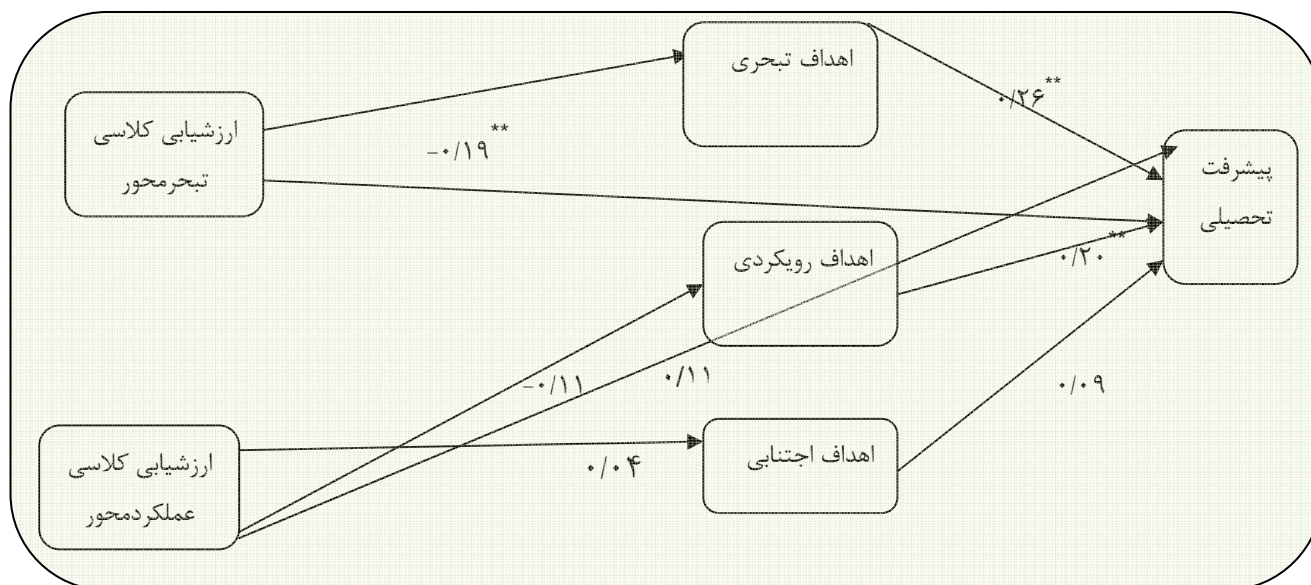 اهداف تبحری
۰/۲۶**
ارزشیابی کلاسی
تبحرمحور
-۰/۱۹**
پیشرفت
تحصیلی
اهداف رویکردی
۰/۲۰**
-۰/۱۱
۰/۱۱
۰/۰۹
ارزشیابی کلاسی
عملکردمحور
اهداف اجتنابی
۰/۰۴